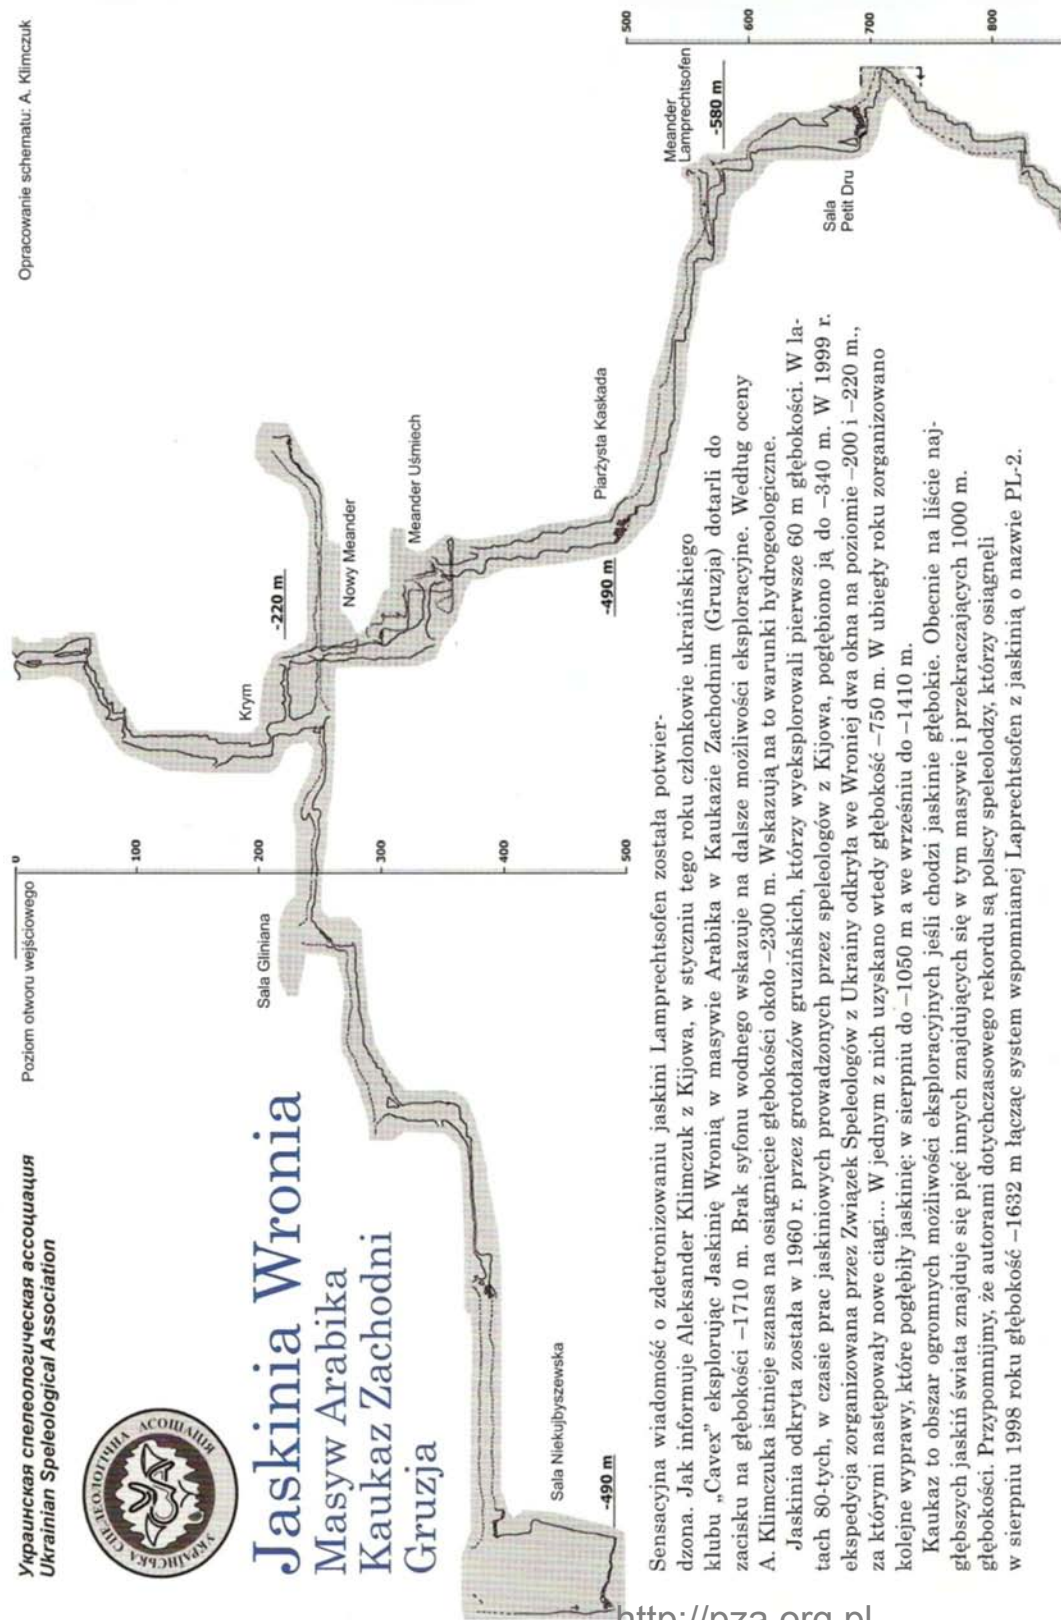 Украинская спелеологическая ассоциация
Ukrainian Speleological Association
УКРАЇНСЬКА СПЕЛЕОЛОГІЧНА АСОЦІАЦІЯ
УСА
Jaskinia Wronia
Masyw Arabika
Kaukaz Zachodni
Gruzja
Poziom otworu wejściowego
Opracowanie schematu: A. Klimczuk
0
100
200
300
400
500
Krym
-220 m
Sala Gliniana
Nowy Meander
Meander Uśmiech
Sala Niekujbyszewska
-490 m
Piarżysta Kaskada
-490 m
Meander
Lamprechtsofen
-580 m
Sala
Petit Dru
500
600
700
800
Sensacyjna wiadomość o zdetronizowaniu jaskini Lamprechtsofen została potwier-
dzona. Jak informuje Aleksander Klimczuk z Kijowa, w styczniu tego roku członkowie ukraińskiego
klubu „Cavex” eksplorując Jaskinię Wronią w masywie Arabika w Kaukazie Zachodnim (Gruzja) dotarli do
zacisku na głębokości –1710 m. Brak syfonu wodnego wskazuje na dalsze możliwości eksploracyjne. Według oceny
A. Klimczuka istnieje szansa na osiągnięcie głębokości około –2300 m. Wskazują na to warunki hydrogeologiczne.
Jaskinia odkryta została w 1960 r. przez grotołazów gruzińskich, którzy wyeksplorowali pierwsze 60 m głębokości. W la-
tach 80-tych, w czasie prac jaskiniowych prowadzonych przez speleologów z Kijowa, pogłębiono ją do –340 m. W 1999 r.
ekspedycja zorganizowana przez Związek Speleologów z Ukrainy odkryła we Wroniej dwa okna na poziomie –200 i –220 m.,
za którymi następowały nowe ciągi... W jednym z nich uzyskano wtedy głębokość –750 m. W ubiegły roku zorganizowano
kolejne wyprawy, które pogłębiły jaskinię: w sierpniu do –1050 m a we wrześniu do –1410 m.
Kaukaz to obszar ogromnych możliwości eksploracyjnych jeśli chodzi jaskinie głębokie. Obecnie na liście naj-
głębszych jaskiń świata znajduje się pięć innych znajdujących się w tym masywie i przekraczających 1000 m.
głębokości. Przypomnijmy, że autorami dotychczasowego rekordu są polscy speleolodzy, którzy osiągnęli
w sierpniu 1998 roku głębokość –1632 m łącząc system wspomnianej Laprechtsofen z jaskinią o nazwie PL-2.
http://pza.org.pl